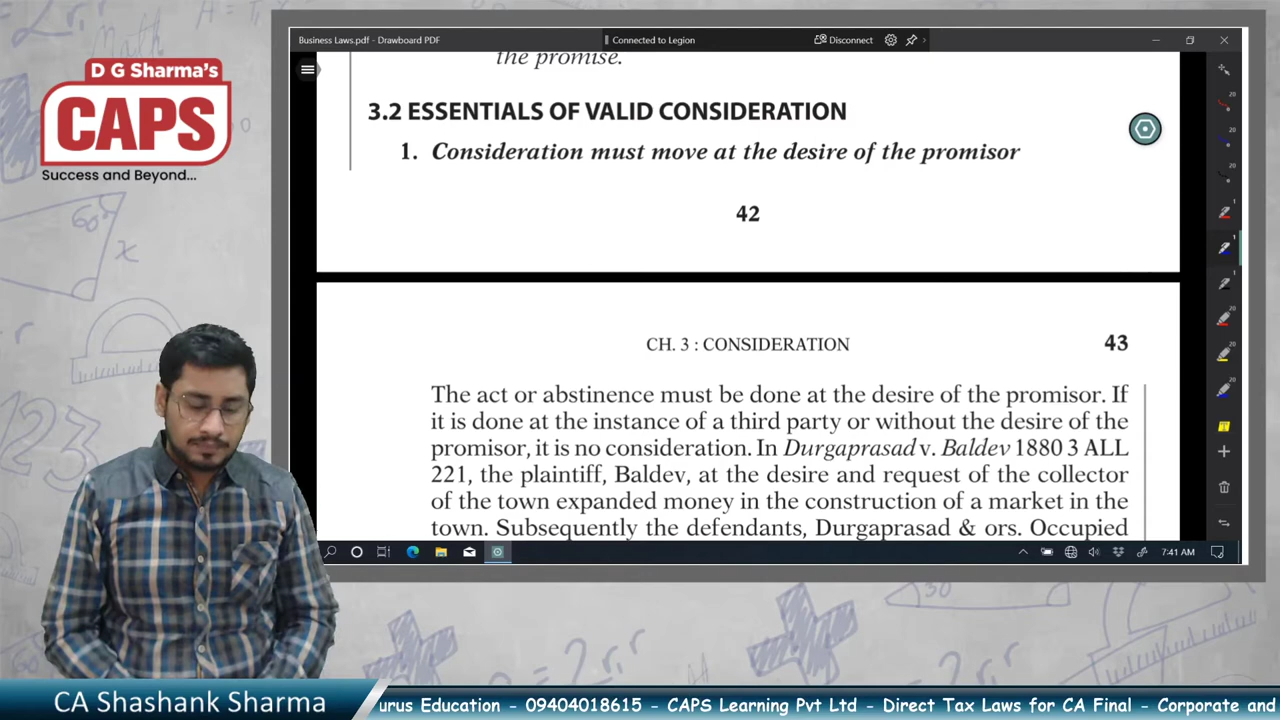 D G Sharma's
CAPS
Success and Beyond...
Business Laws.pdf - Drawboard PDF
Connected to Legion
Disconnect
the promise.
3.2 ESSENTIALS OF VALID CONSIDERATION
1. Consideration must move at the desire of the promisor
42
CH. 3 : CONSIDERATION 43
The act or abstinence must be done at the desire of the promisor. If
it is done at the instance of a third party or without the desire of the
promisor, it is no consideration. In Durgaprasad v. Baldev 1880 3 ALL
221, the plaintiff, Baldev, at the desire and request of the collector
of the town expanded money in the construction of a market in the
town. Subsequently the defendants, Durgaprasad & ors. Occupied
7:41 AM
CA Shashank Sharma
urus Education - 09404018615 - CAPS Learning Pvt Ltd - Direct Tax Laws for CA Final - Corporate and